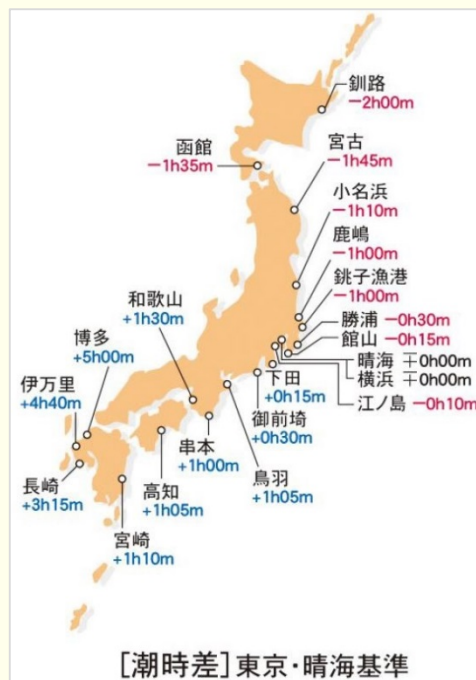 釧路
−2h00m
函館
−1h35m
宮古
−1h45m
小名浜
−1h10m
鹿嶋
−1h00m
銚子漁港
−1h00m
勝浦 −0h30m
館山 −0h15m
晴海 ∓0h00m
横浜 ∓0h00m
江ノ島 −0h10m
和歌山
+1h30m
博多
+5h00m
伊万里
+4h40m
下田
+0h15m
御前埼
+0h30m
串本
+1h00m
鳥羽
+1h05m
長崎
+3h15m
高知
+1h05m
宮崎
+1h10m
[潮時差]東京・晴海基準